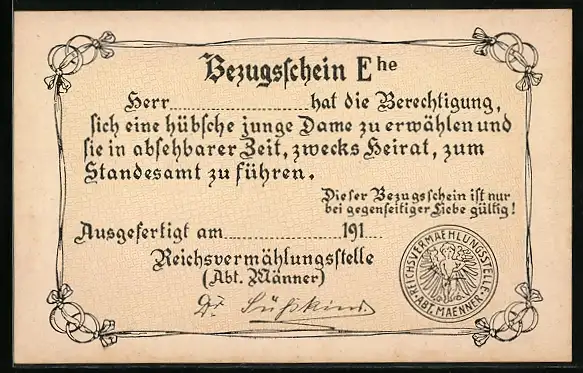 Bezugsschein Ehe
Herr........................hat die Berechtigung,
sich eine hübsche junge Dame zu erwählen und
sie in absehbarer Zeit, zwecks Heirat, zum
Standesamt zu führen.
Dieser Bezugsschein ist nur
bei gegenseitiger Liebe gültig!
Ausgefertigt am........................191....
Reichsvermählungsstelle
(Abt. Männer)
Dr. Süßkind
REICHSVERMAEHLUNGSSTELLE
ABT. MAENNER